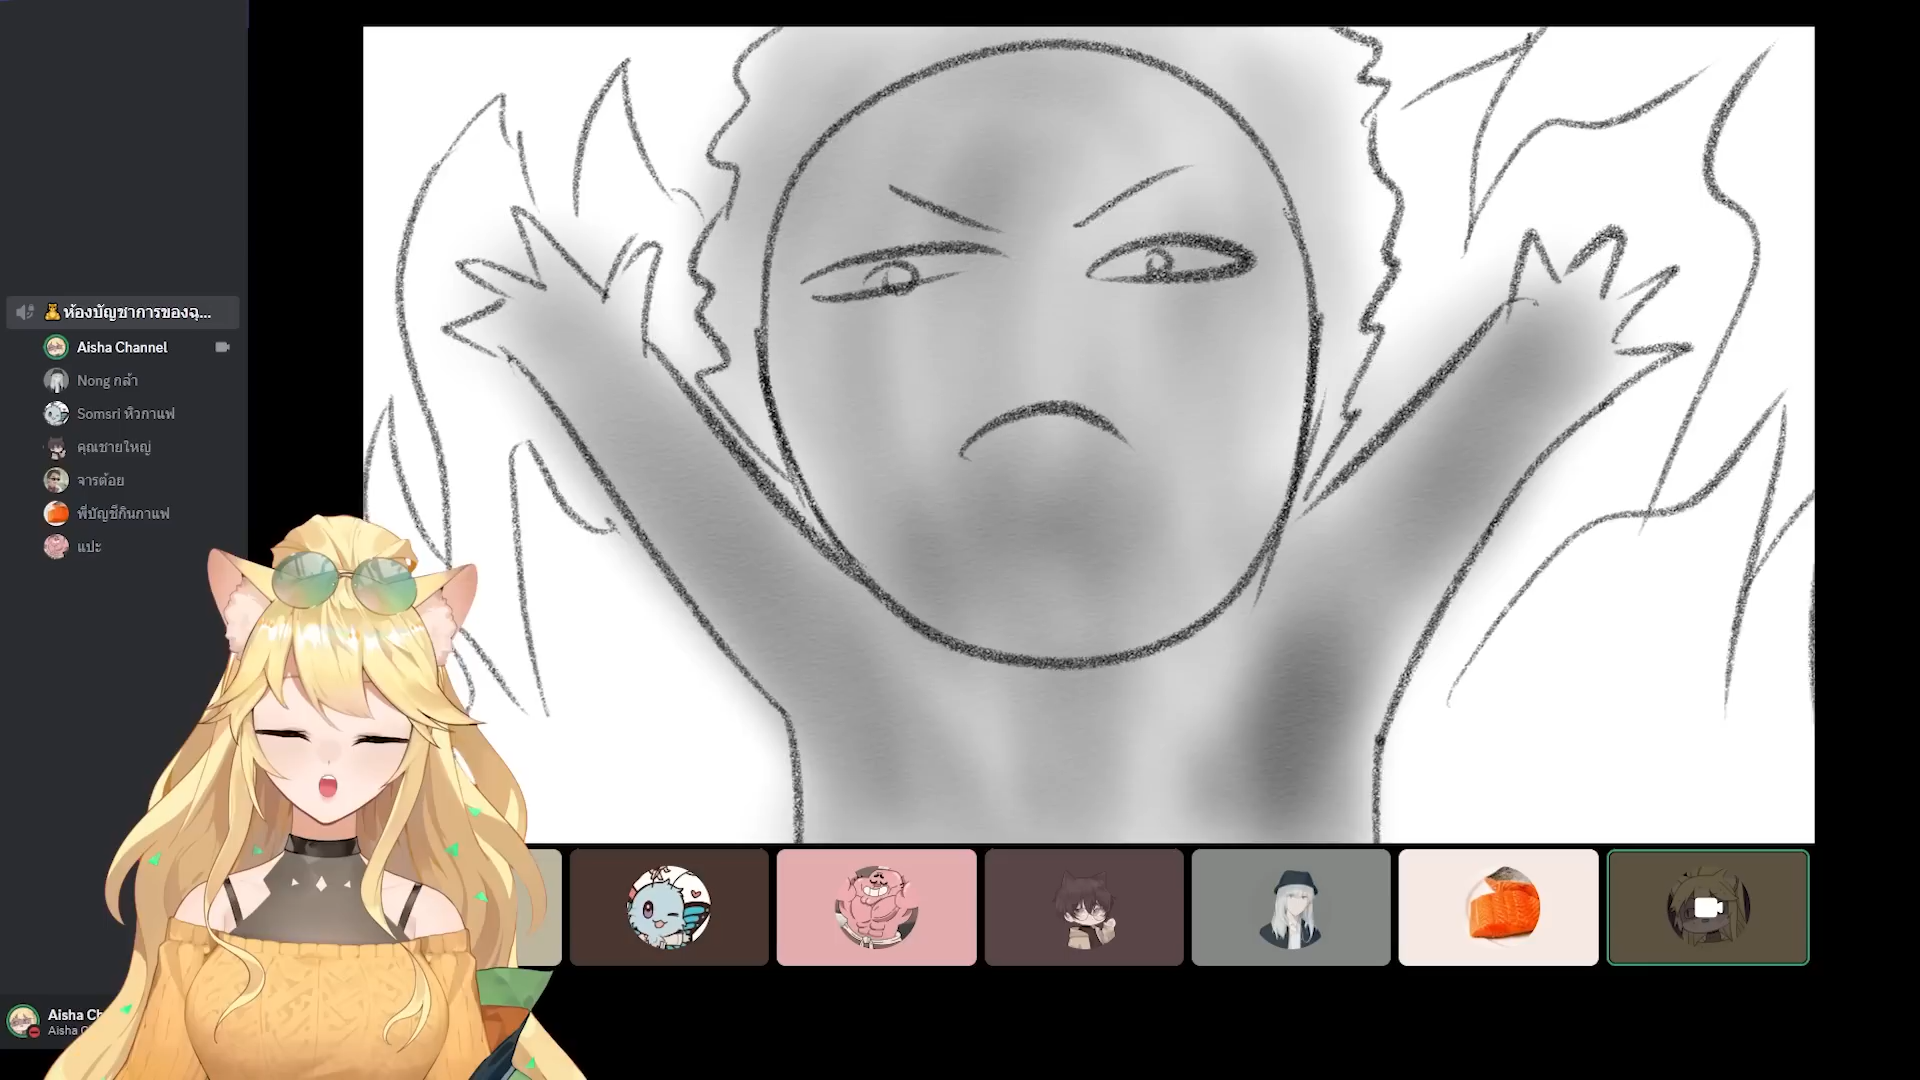 ห้องบัญชาการของฉุ...
Aisha Channel
Nong กล้า
Somsri หิวกาแฟ
คุณชายใหญ่
จารต้อย
พี่บัญชีกินกาแฟ
แปะ
Aisha Ch
Aisha C